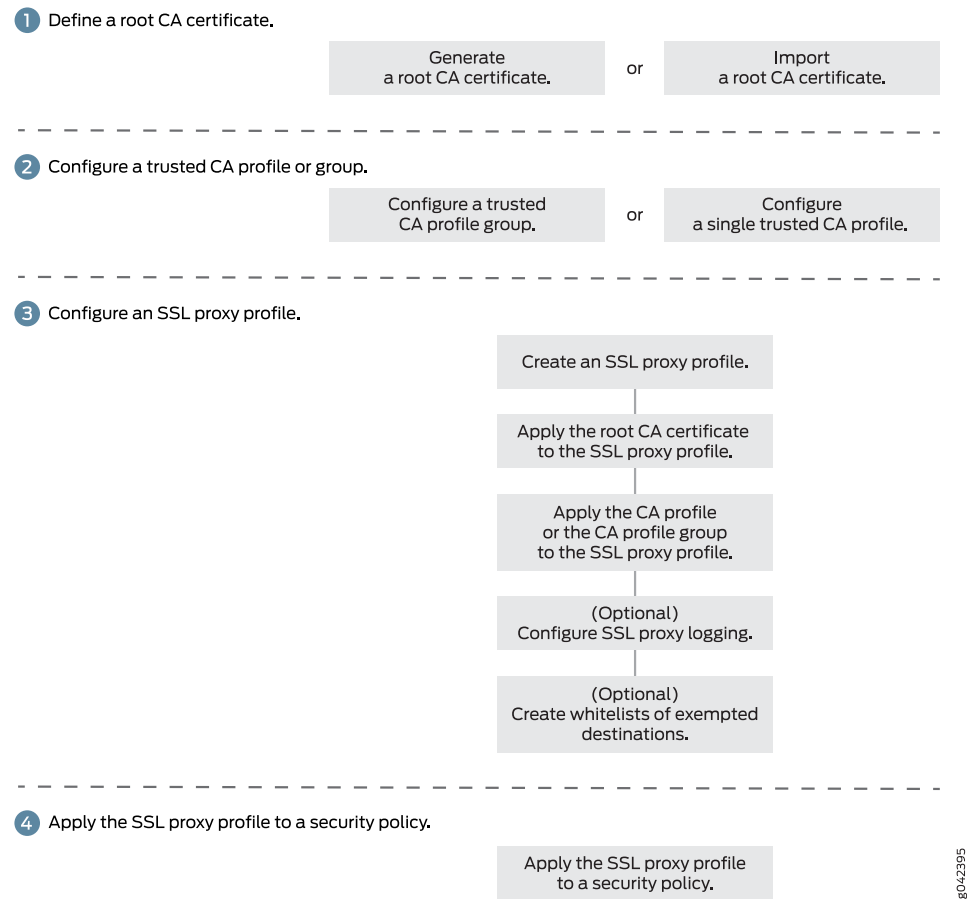 1 Define a root CA certificate.
Generate
a root CA certificate.
or
Import
a root CA certificate.
2 Configure a trusted CA profile or group.
Configure a trusted
CA profile group.
or
Configure
a single trusted CA profile.
3 Configure an SSL proxy profile.
Create an SSL proxy profile.
Apply the root CA certificate
to the SSL proxy profile.
Apply the CA profile
or the CA profile group
to the SSL proxy profile.
(Optional)
Configure SSL proxy logging.
(Optional)
Create whitelists of exempted
destinations.
4 Apply the SSL proxy profile to a security policy.
Apply the SSL proxy profile
to a security policy.
g042395